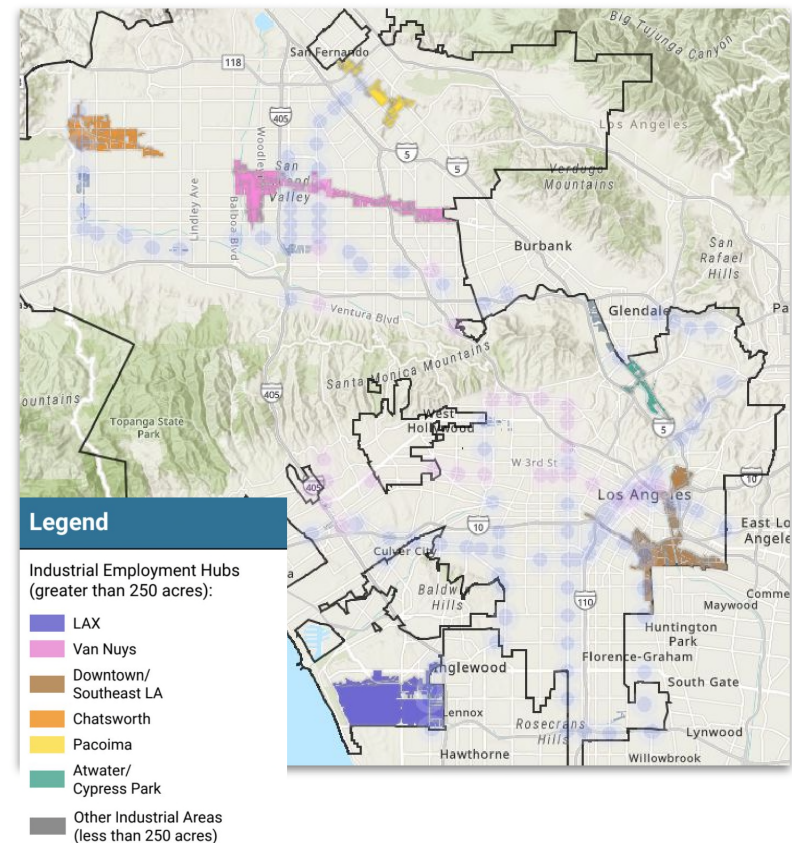 Big Tujunga Canyon
San Fernando
118
405
Los Angeles
5
5
Woodley
San
Valley
Verdugo
Mountains
Lindley Ave
Balboa Blvd
Burbank
San
Rafael
Hills
Ventura Blvd
Glendale
Pa
Santa Monica Mountains
405
ountains
Topanga State
Park
West
Hollywood
5
W 3rd St
405
Los Angeles
10
10
East Lo
Angele
Culver City
a
Baldw
Hills
110
Comme
Maywood
Huntington
Park
Florence-Graham
nglewood
South Gate
Lennox
Rosecrans
Hills
Lynwood
Hawthorne
Willowbrook
Legend
Industrial Employment Hubs
(greater than 250 acres):
LAX
Van Nuys
Downtown/
Southeast LA
Chatsworth
Pacoima
Atwater/
Cypress Park
Other Industrial Areas
(less than 250 acres)